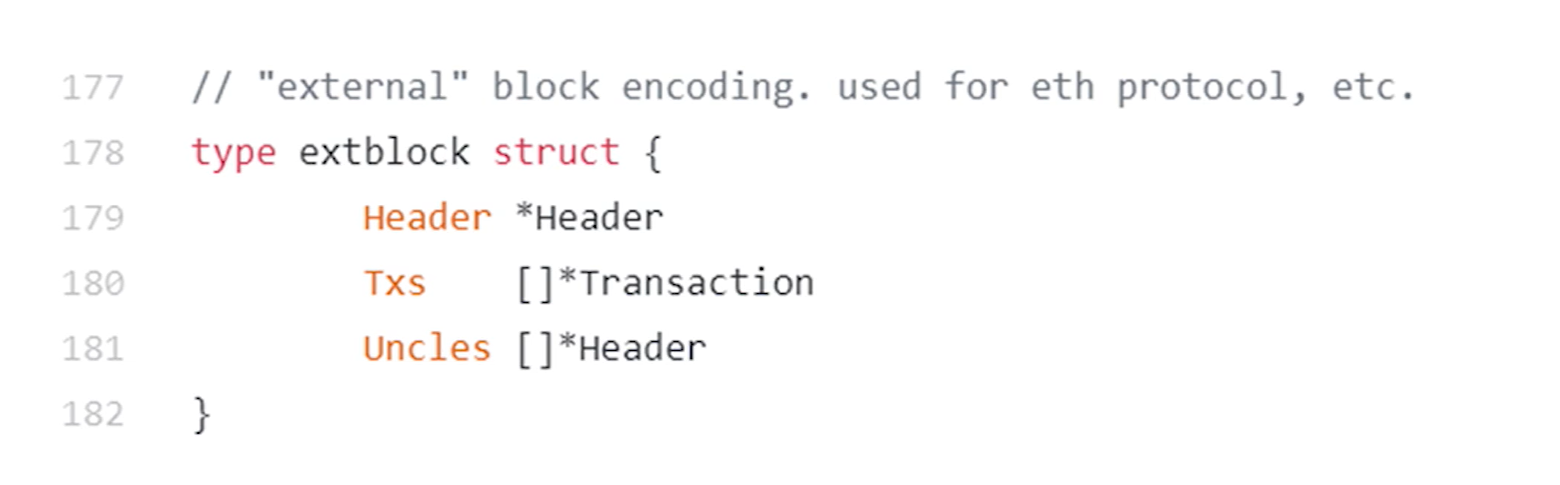 177 // "external" block encoding. used for eth protocol, etc.
178 type extblock struct {
179 Header *Header
180 Txs []*Transaction
181 Uncles []*Header
182 }